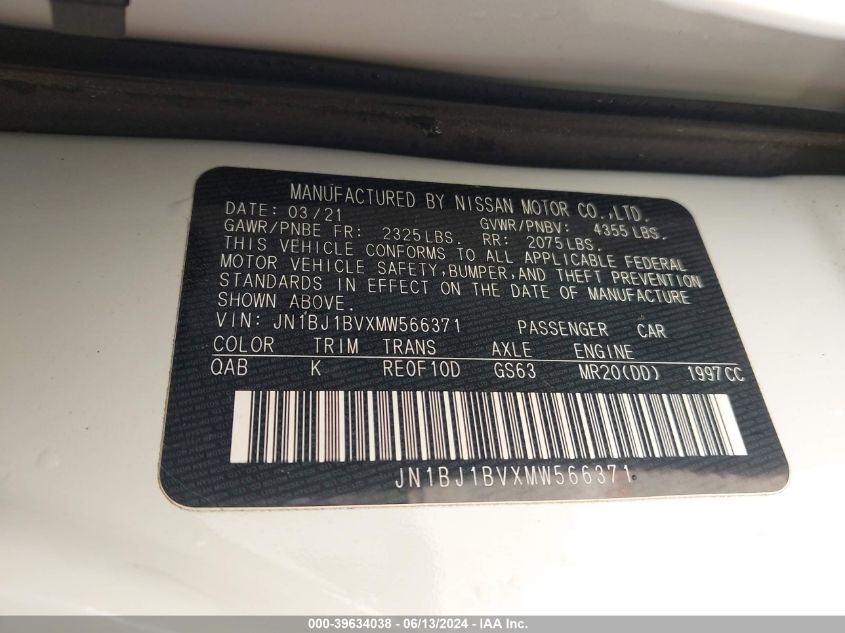 MANUFACTURED BY NISSAN MOTOR CO.,LTD.
DATE: 03/21 GVWR/PNBV: 4355 LBS.
GAWR/PNBE FR: 2325LBS. RR: 2075LBS.
THIS VEHICLE CONFORMS TO ALL APPLICABLE FEDERAL
MOTOR VEHICLE SAFETY,BUMPER,AND THEFT PREVENTION
STANDARDS IN EFFECT ON THE DATE OF MANUFACTURE
SHOWN ABOVE.
VIN: JN1BJ1BVXMW566371 PASSENGER CAR
COLOR TRIM TRANS AXLE ENGINE
QAB K RE0F10D GS63 MR20(DD) 1997CC
JN1BJ1BVXMW566371
000-39634038 - 06/13/2024 - IAA Inc.